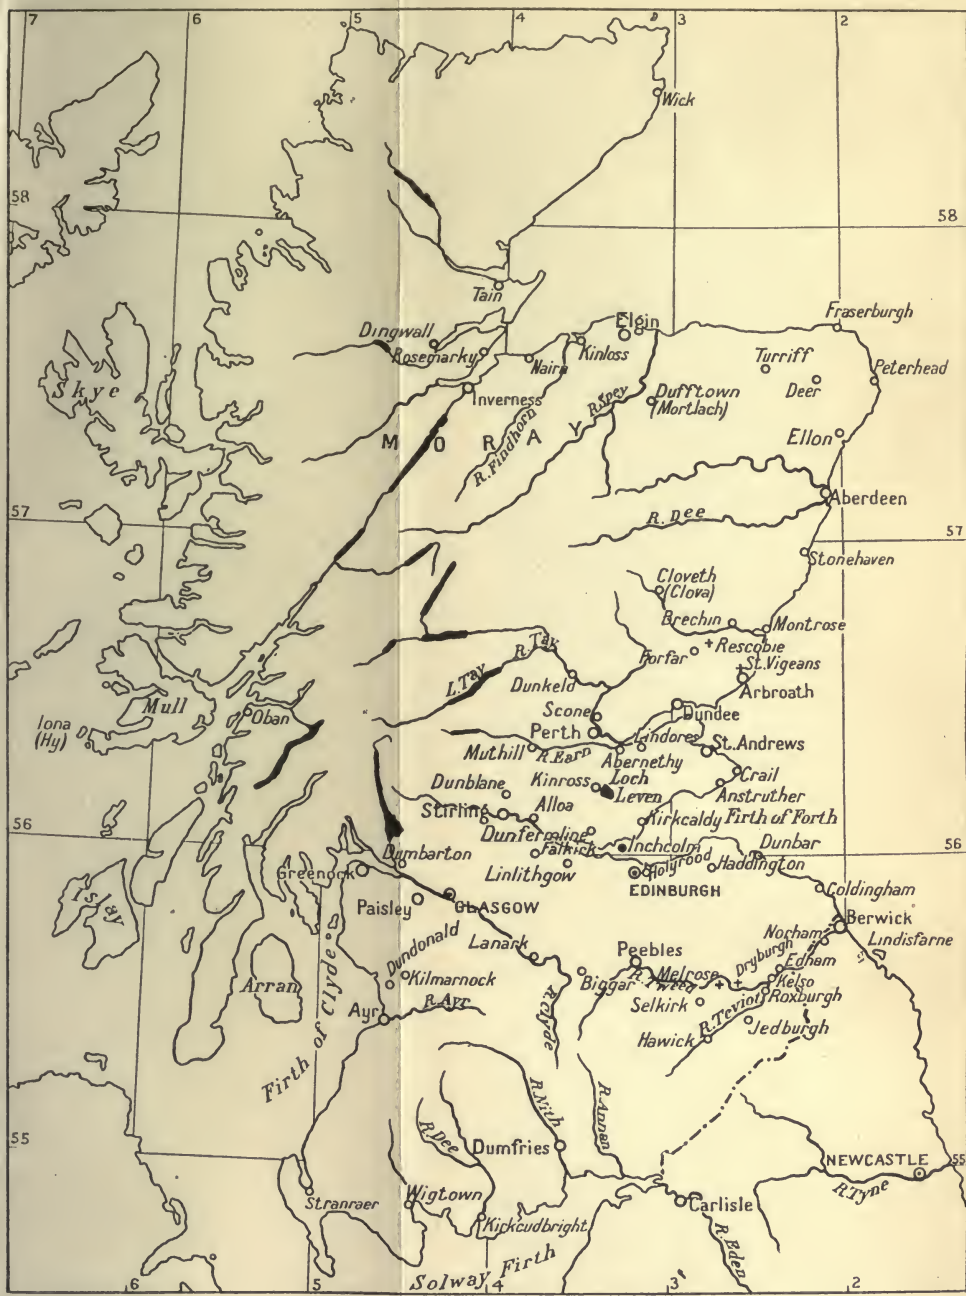 7
6
5
4
3
2
Wick
58
58
Tain
Dingwall
Rosemarky
Nairn
Kinloss
Elgin
Fraserburgh
Turriff
Deer
Peterhead
Skye
Inverness
R. Spey
Dufftown
(Mortlach)
MORAY
R. Findhorn
Ellon
57
Aberdeen
R. Dee
57
Stonehaven
Cloveth
(Clova)
Brechin
Montrose
Forfar
Rescobie
St. Vigeans
R. Tay
L. Tay
Dunkeld
Arbroath
Mull
Oban
Iona
(Hy)
Scone
Dundee
Perth
Lindores
St. Andrews
Muthill
R. Earn
Abernethy
Dunblane
Kinross
Loch
Leven
Crail
Anstruther
Stirling
Alloa
Kirkcaldy
Firth of Forth
56
Dunfermline
Falkirk
Inchcolm
Dunbar
56
Dumbarton
Linlithgow
Holyrood
Haddington
Greenock
EDINBURGH
Coldingham
Islay
Paisley
GLASGOW
Berwick
Norham
Lindisfarne
Lanark
Peebles
Dryburgh
Edham
Dundonald
Kilmarnock
Biggar
R. Tweed
Melrose
Kelso
Roxburgh
Arran
Firth of Clyde
R. Ayr
Ayr
R. Clyde
Selkirk
R. Teviot
Jedburgh
Hawick
R. Nith
R. Annan
55
R. Dee
Dumfries
NEWCASTLE
55
R. Tyne
Stranraer
Wigtown
Kirkcudbright
Carlisle
R. Eden
Solway Firth
6
5
4
3
2